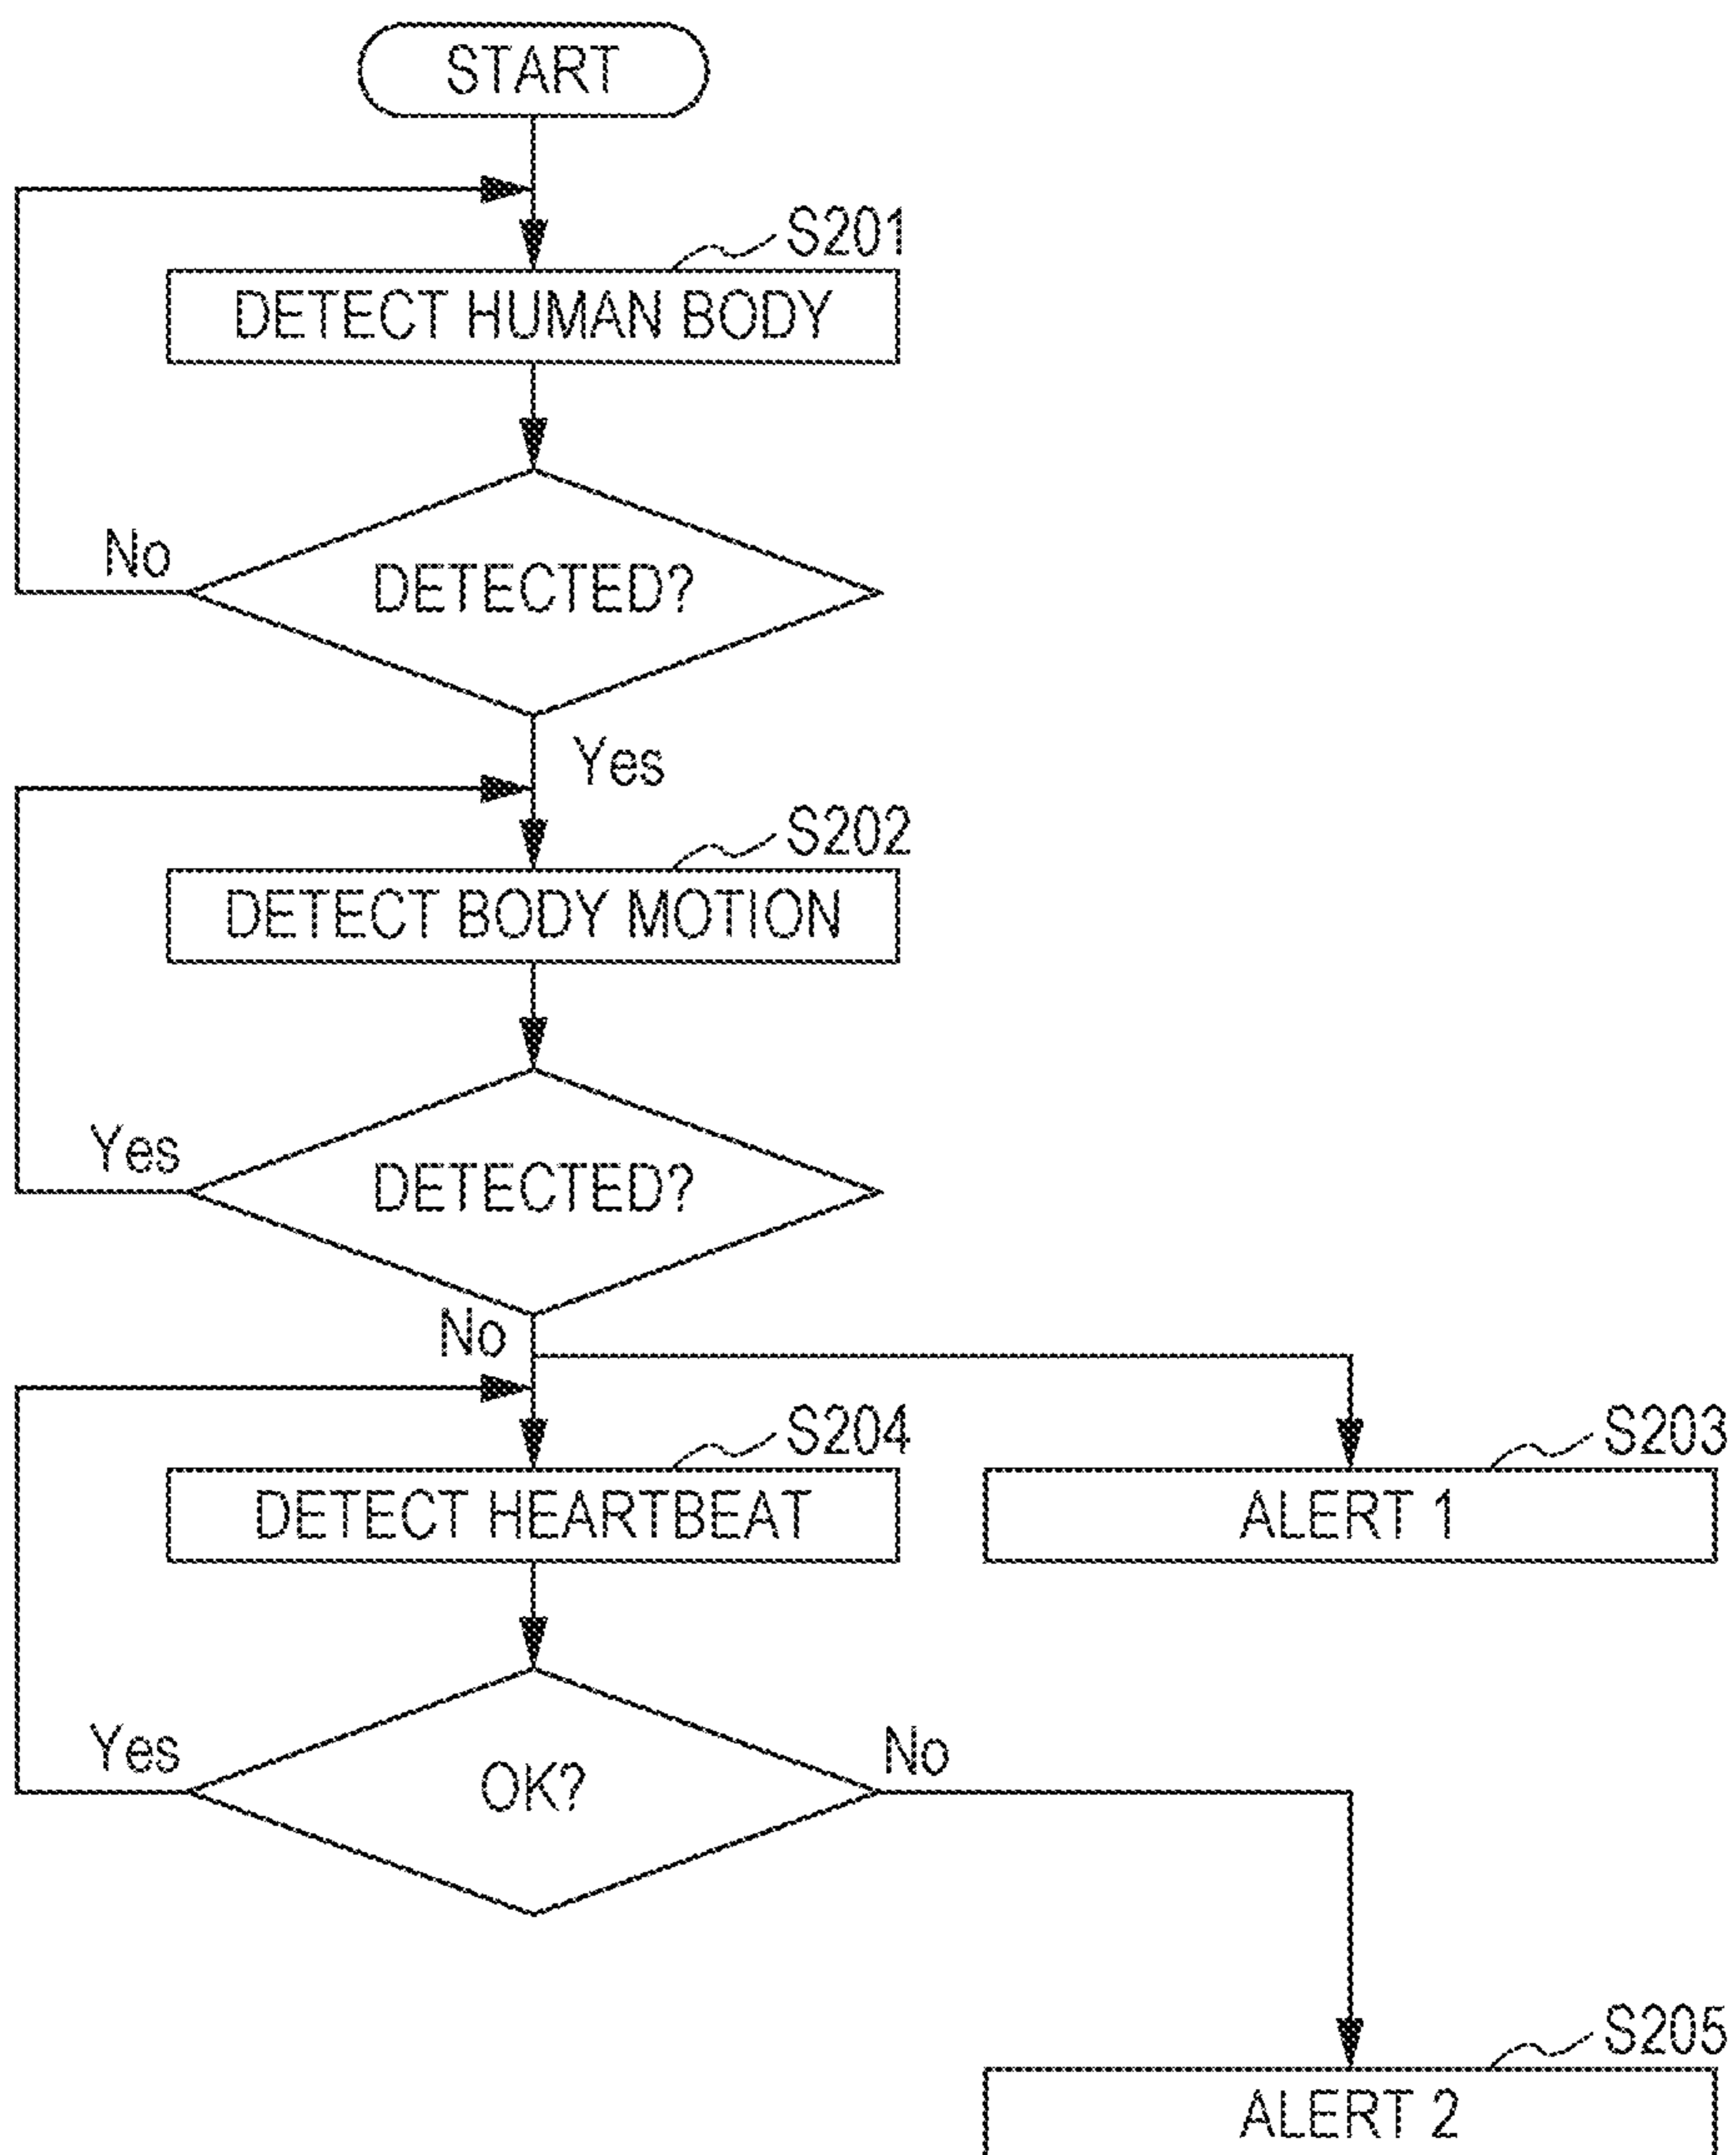 START
S201
DETECT HUMAN BODY
No
DETECTED?
Yes
S202
DETECT BODY MOTION
Yes
DETECTED?
No
S204
S203
DETECT HEARTBEAT
ALERT 1
Yes
No
OK?
S205
ALERT 2